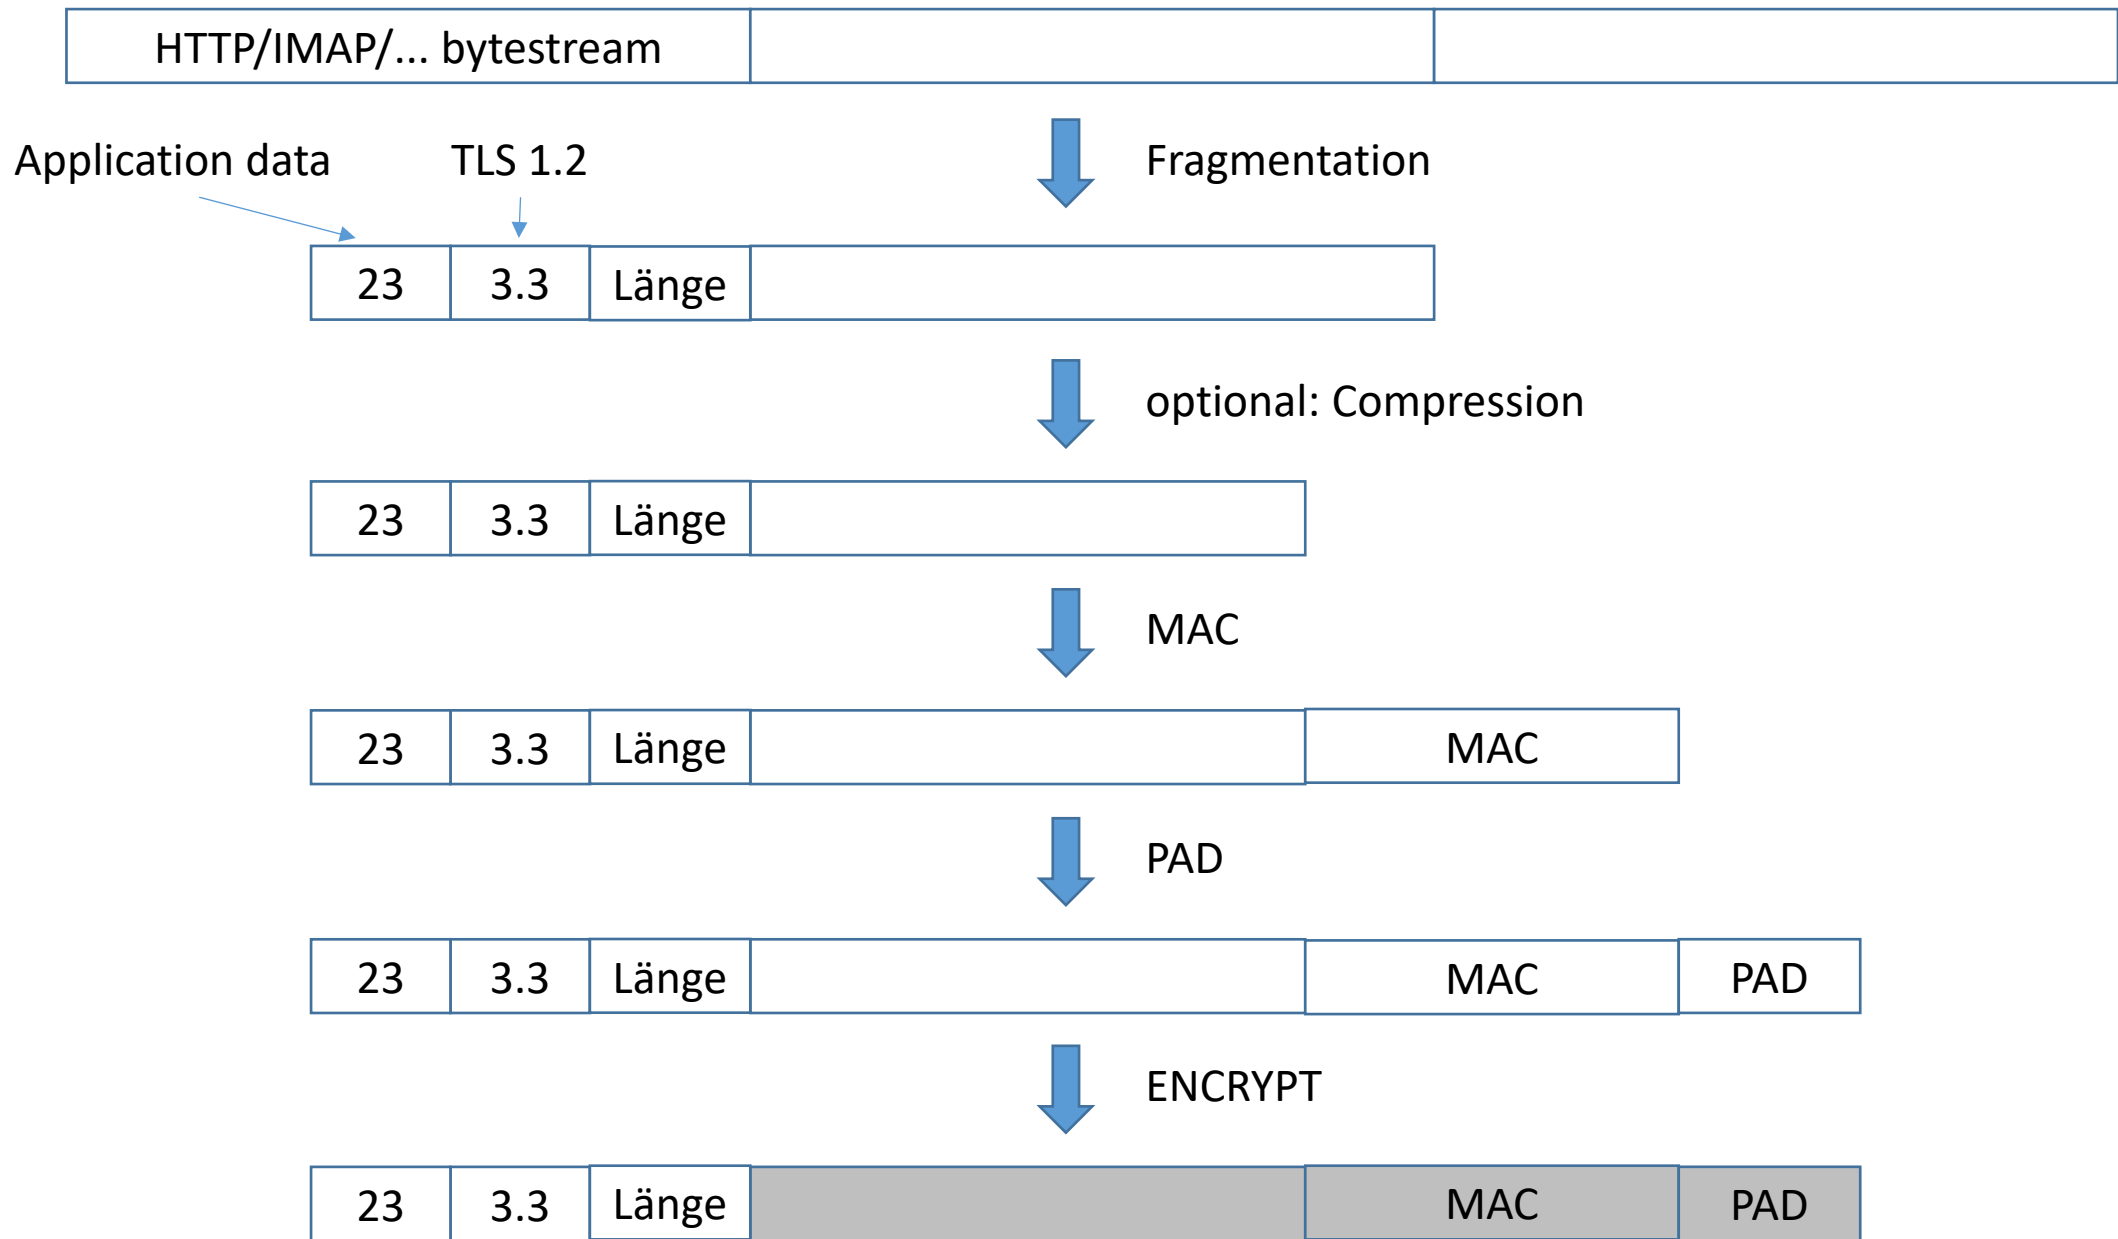 HTTP/IMAP/... bytestream
Application data TLS 1.2 Fragmentation
23 3.3 Länge
optional: Compression
23 3.3 Länge
MAC
23 3.3 Länge MAC
PAD
23 3.3 Länge MAC PAD
ENCRYPT
23 3.3 Länge MAC PAD